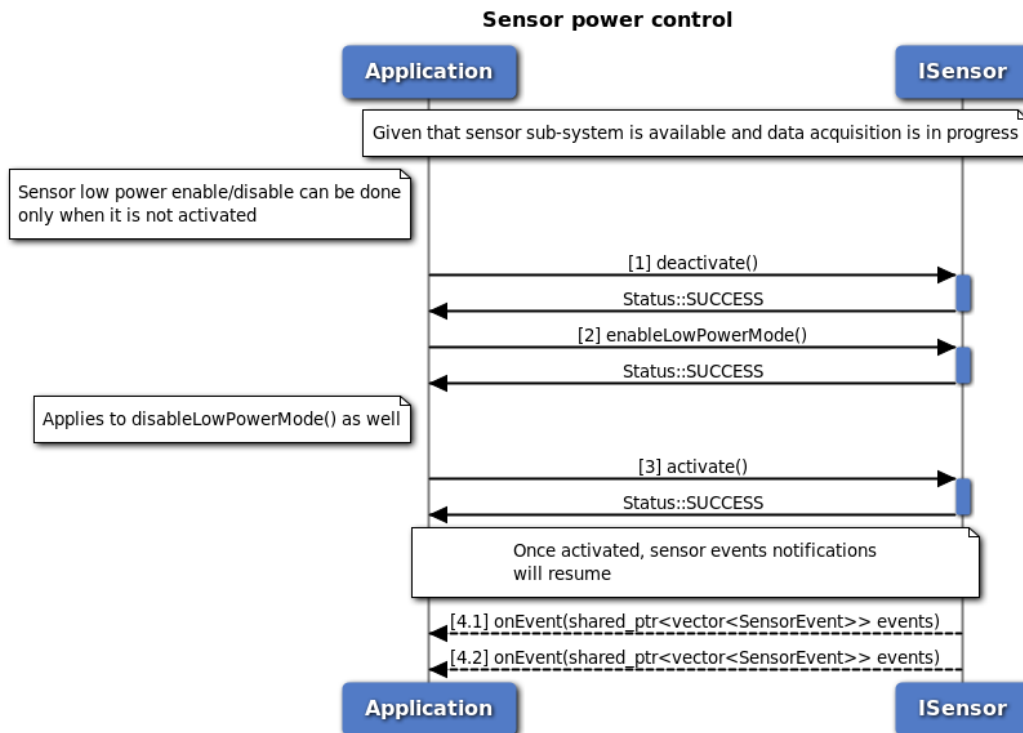 Sensor power control
Application
ISensor
Given that sensor sub-system is available and data acquisition is in progress
Sensor low power enable/disable can be done
only when it is not activated
[1] deactivate()
Status::SUCCESS
[2] enableLowPowerMode()
Status::SUCCESS
Applies to disableLowPowerMode() as well
[3] activate()
Status::SUCCESS
Once activated, sensor events notifications
will resume
[4.1] onEvent(shared_ptr<vector<SensorEvent>> events)
[4.2] onEvent(shared_ptr<vector<SensorEvent>> events)
Application
ISensor